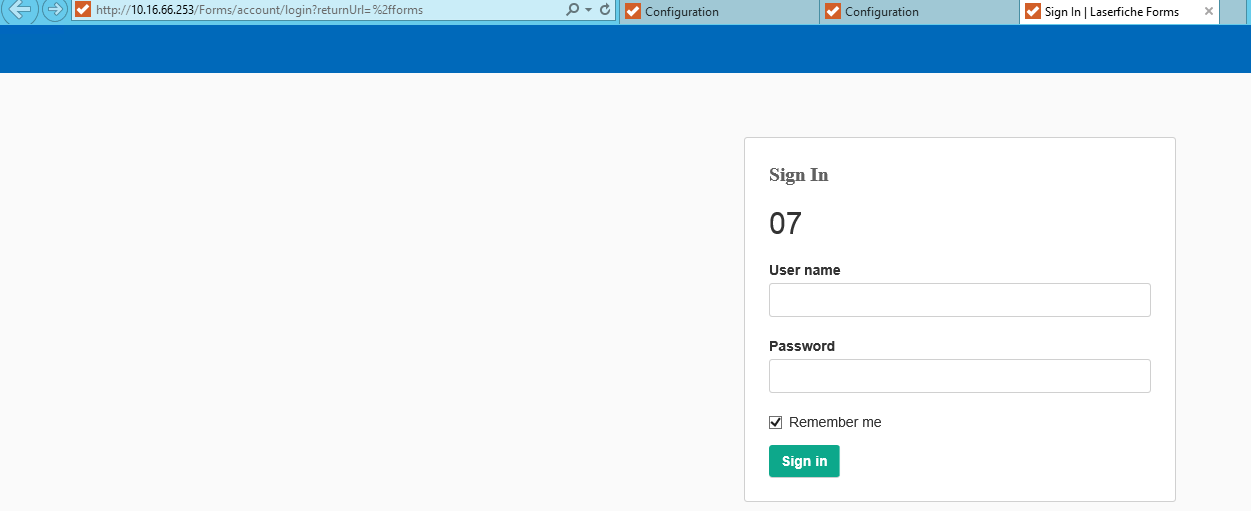 http://10.16.66.253/Forms/account/login?returnUrl=%2fforms
Configuration
Configuration
Sign In | Laserfiche Forms
Sign In
07
User name
Password
Remember me
Sign in